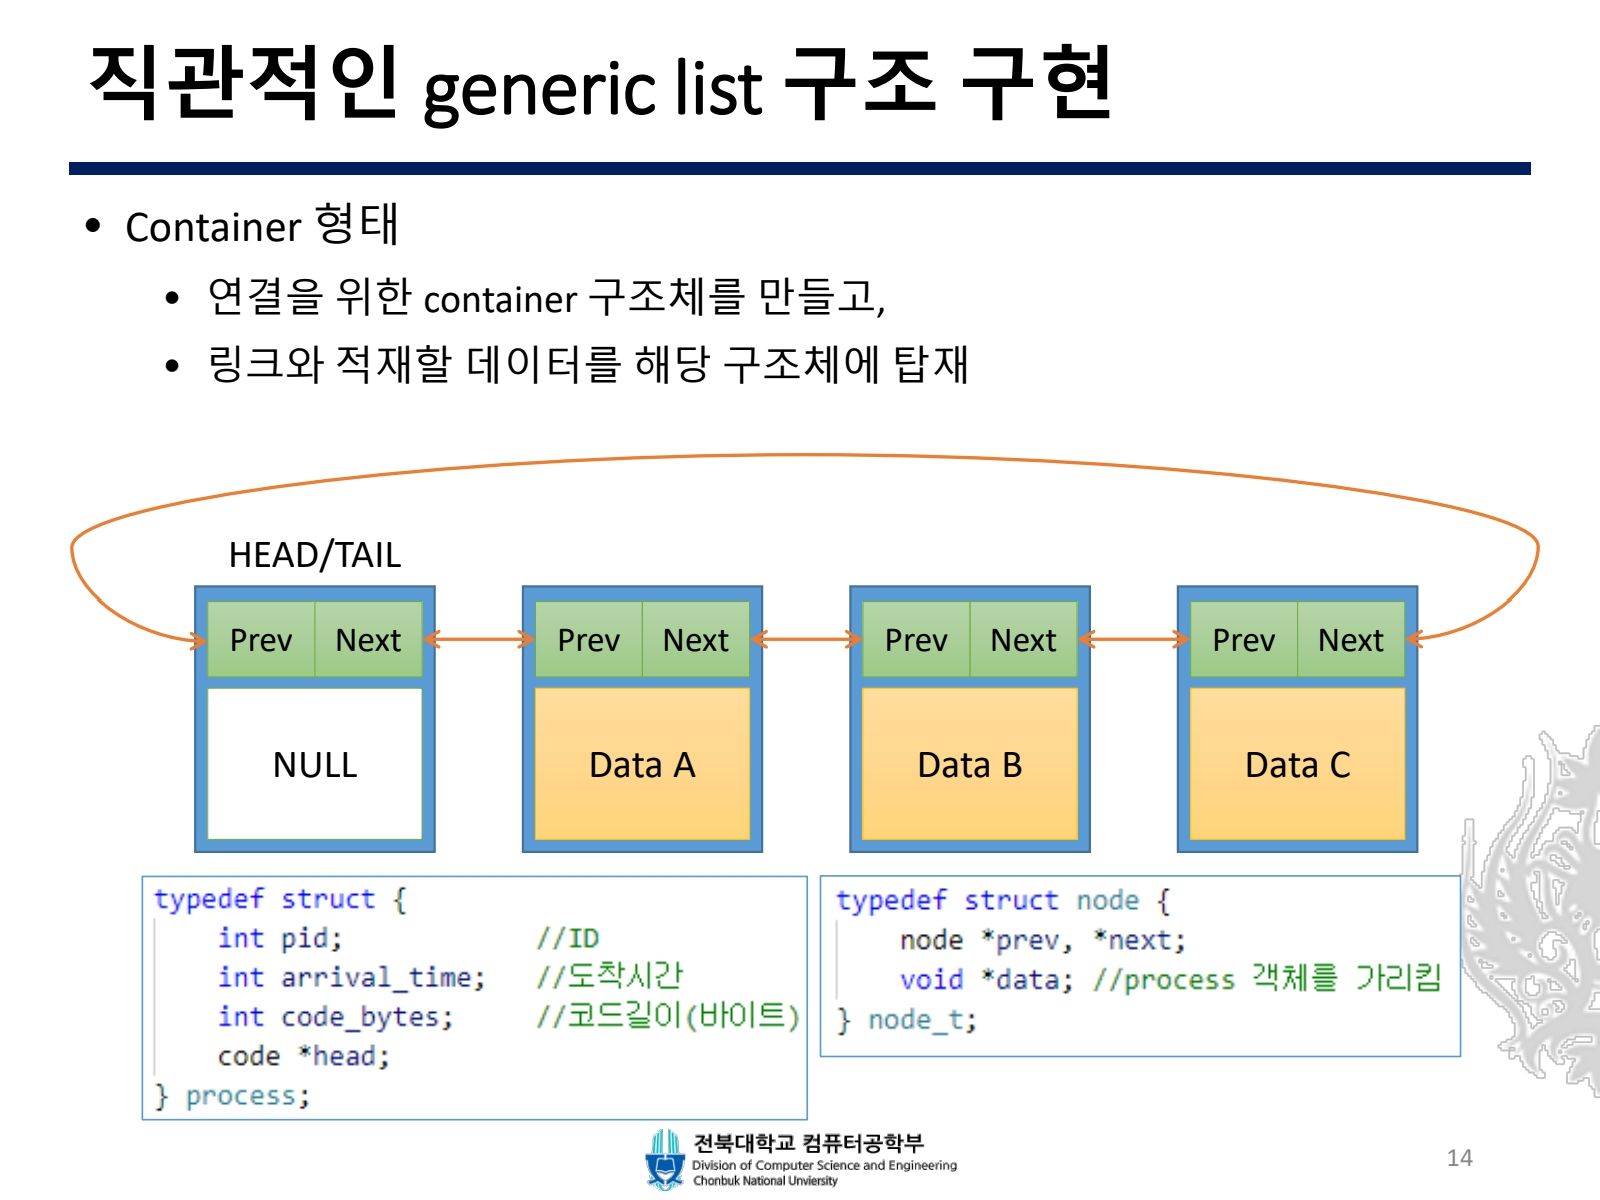 직관적인 generic list 구조 구현
• Container 형태
• 연결을 위한 container 구조체를 만들고,
• 링크와 적재할 데이터를 해당 구조체에 탑재
HEAD/TAIL
Prev Next Prev Next Prev Next Prev Next
NULL Data A Data B Data C
typedef struct {
int pid; //ID
int arrival_time; //도착시간
int code_bytes; //코드길이(바이트)
code *head;
} process;
typedef struct node {
node *prev, *next;
void *data; //process 객체를 가리킴
} node_t;
전북대학교 컴퓨터공학부
Division of Computer Science and Engineering
Chonbuk National Unviersity
14